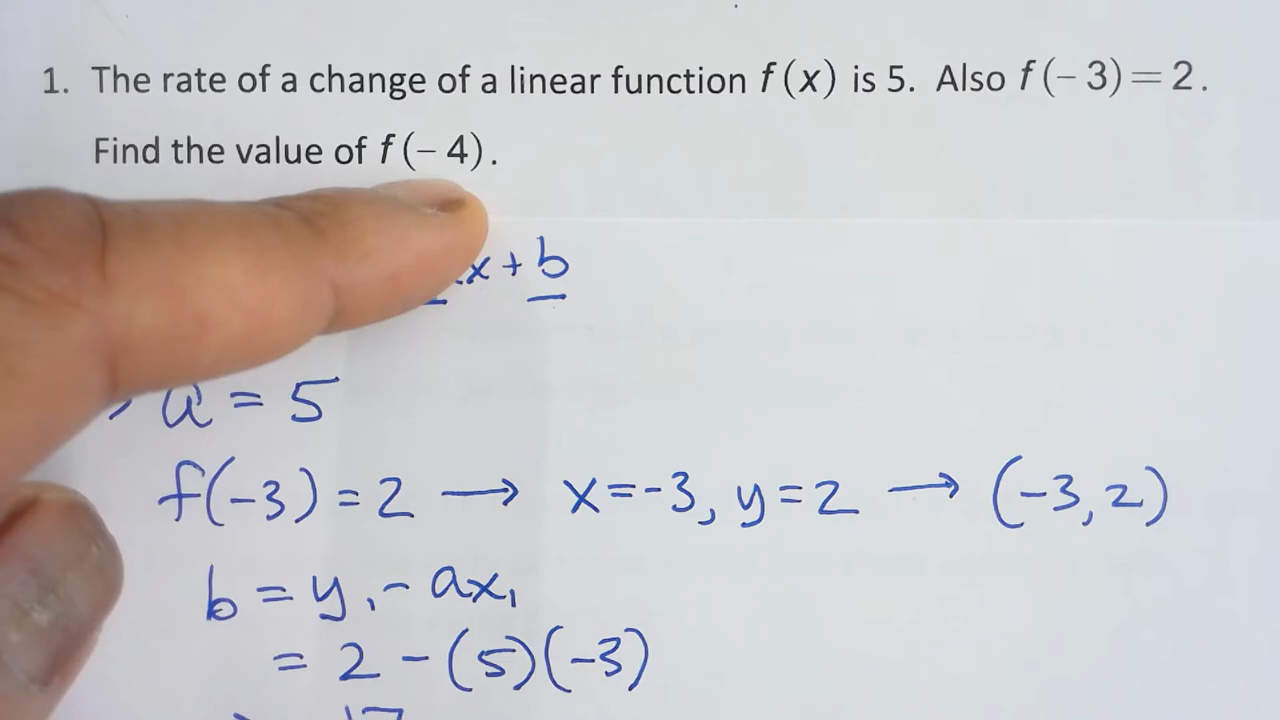 1. The rate of a change of a linear function f(x) is 5. Also f(−3)=2.
Find the value of f(−4).
x + b
a = 5
f(-3) = 2 → x=-3, y=2 → (-3, 2)
b = y₁ - ax₁
= 2 - (5)(-3)
17